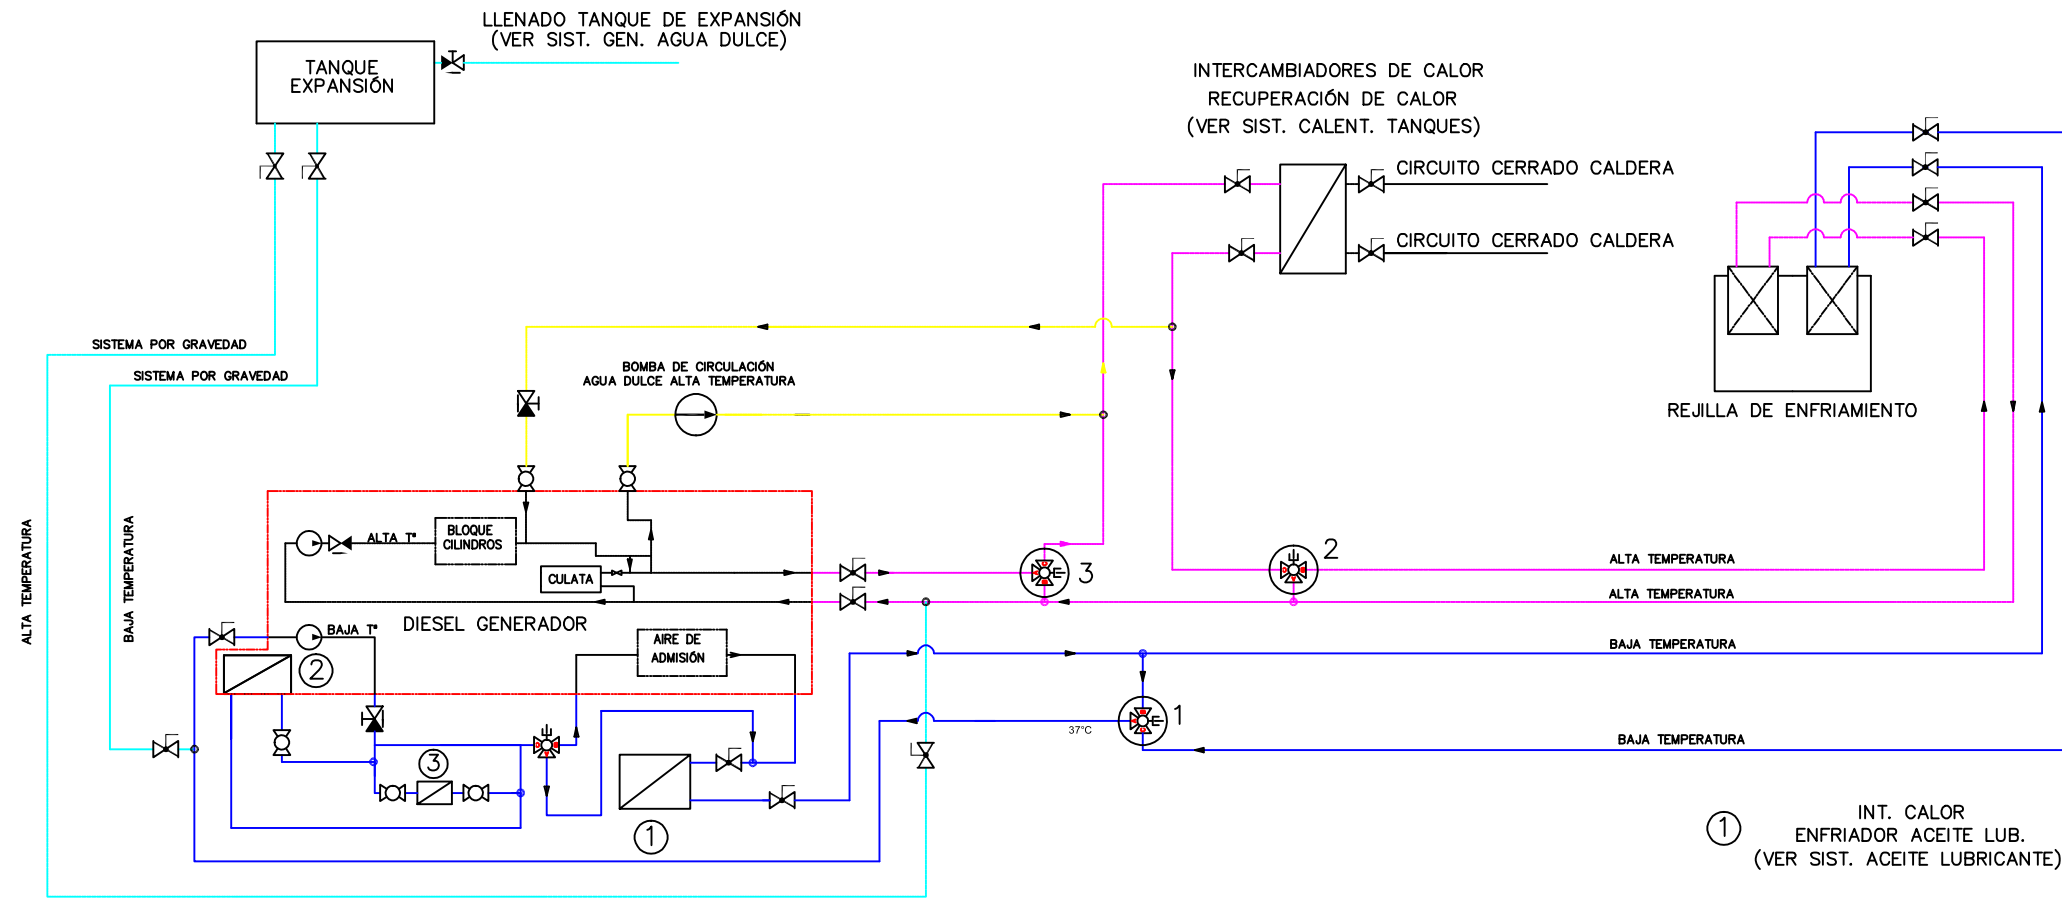 LLENADO TANQUE DE EXPANSIÓN
(VER SIST. GEN. AGUA DULCE)
TANQUE
EXPANSIÓN
INTERCAMBIADORES DE CALOR
RECUPERACIÓN DE CALOR
(VER SIST. CALENT. TANQUES)
CIRCUITO CERRADO CALDERA
CIRCUITO CERRADO CALDERA
REJILLA DE ENFRIAMIENTO
SISTEMA POR GRAVEDAD
SISTEMA POR GRAVEDAD
BOMBA DE CIRCULACIÓN
AGUA DULCE ALTA TEMPERATURA
ALTA TEMPERATURA
BAJA TEMPERATURA
ALTA Tª
BLOQUE
CILINDROS
CULATA
3
2
ALTA TEMPERATURA
ALTA TEMPERATURA
DIESEL GENERADOR
BAJA Tª
2
AIRE DE
ADMISIÓN
BAJA TEMPERATURA
1
37°C
BAJA TEMPERATURA
3
1
1
INT. CALOR
ENFRIADOR ACEITE LUB.
(VER SIST. ACEITE LUBRICANTE)